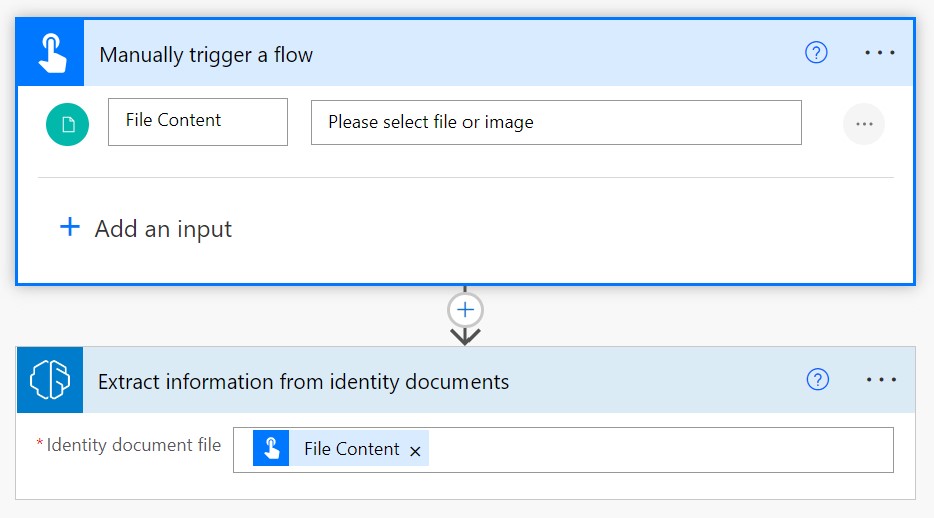 Manually trigger a flow
File Content
Please select file or image
Add an input
Extract information from identity documents
*Identity document file
File Content ×